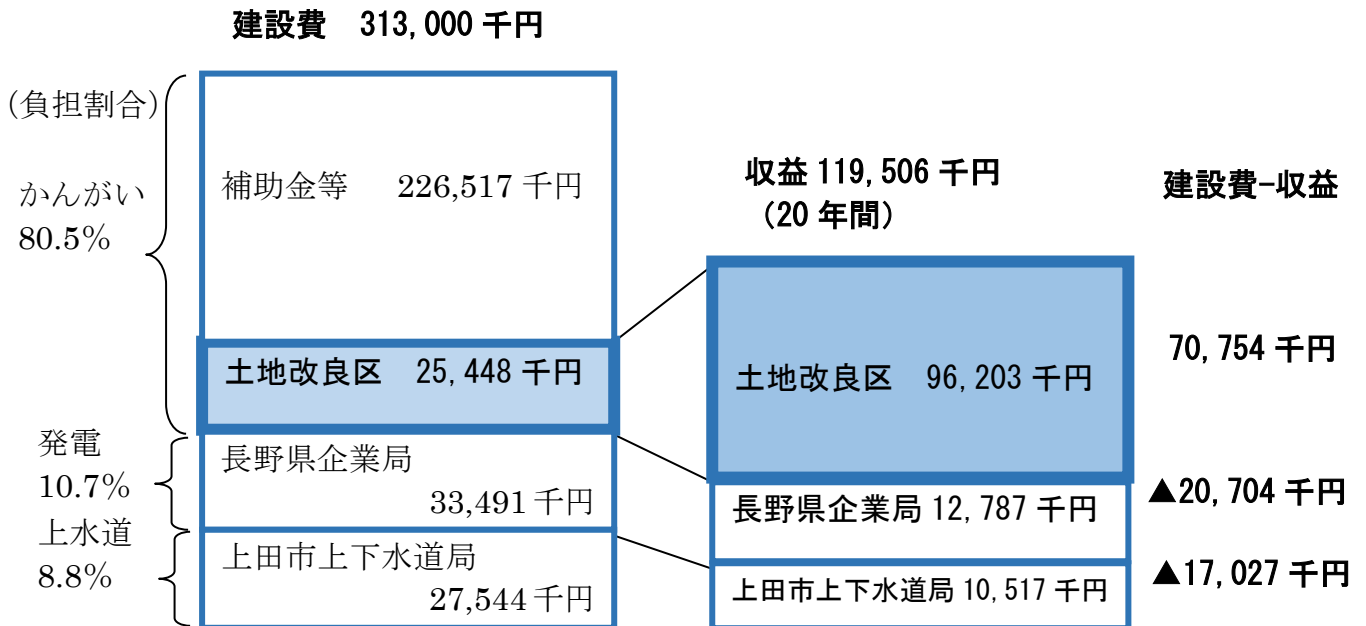 建設費　313,000 千円
（負担割合）
かんがい
80.5%
補助金等　226,517 千円
土地改良区　25,448 千円
発電
10.7%
長野県企業局
33,491 千円
上水道
8.8%
上田市上下水道局
27,544 千円
収益 119,506 千円
（20 年間）
土地改良区　96,203 千円
長野県企業局 12,787 千円
上田市上下水道局 10,517 千円
建設費-収益
70,754 千円
▲20,704 千円
▲17,027 千円